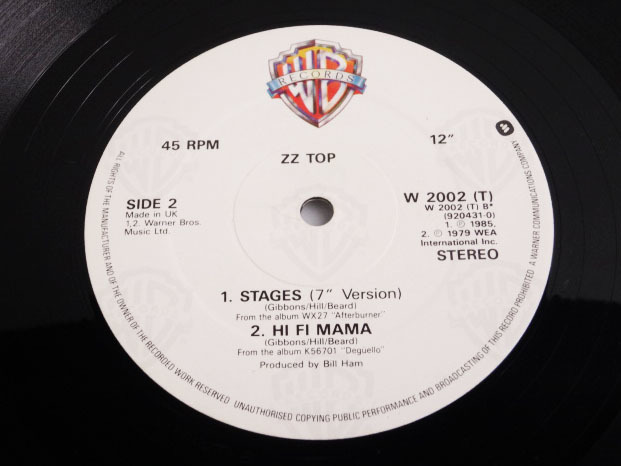 WB
RECORDS
45 RPM
12"
ZZ TOP
SIDE 2
Made in UK
1,2. Warner Bros.
Music Ltd.
W 2002 (T)
W 2002 (T) B*
(920431-0)
1. ℗ 1985.
2. ℗ 1979 WEA
International Inc.
STEREO
1. STAGES (7" Version)
(Gibbons/Hill/Beard)
From the album WX27 "Afterburner"
2. HI FI MAMA
(Gibbons/Hill/Beard)
From the album K56701 "Deguello"
Produced by Bill Ham
ALL RIGHTS OF THE MANUFACTURER AND OF THE OWNER OF THE RECORDED WORK RESERVED UNAUTHORISED COPYING PUBLIC PERFORMANCE AND BROADCASTING OF THIS RECORD PROHIBITED A WARNER COMMUNICATIONS COMPANY